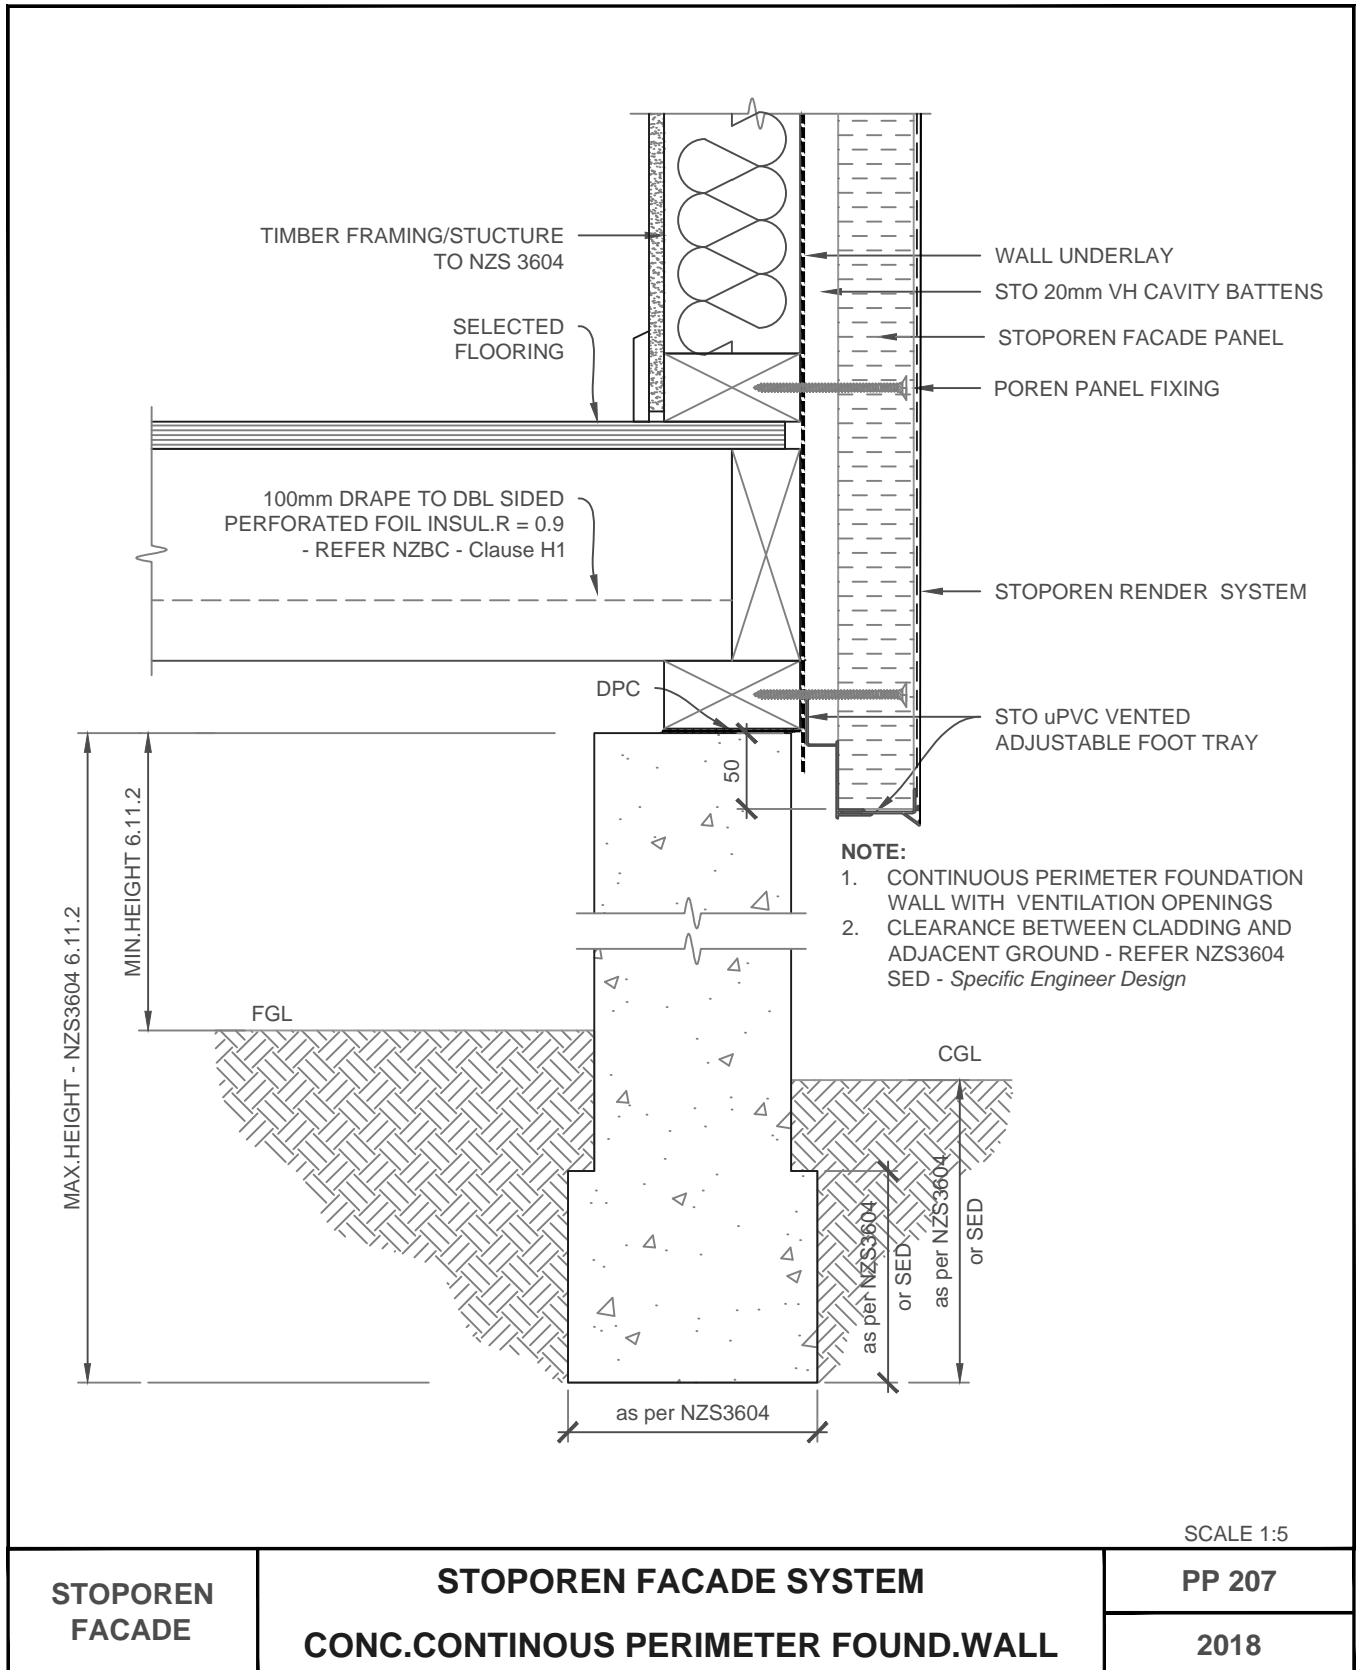 TIMBER FRAMING/STUCTURE
TO NZS 3604
SELECTED
FLOORING
100mm DRAPE TO DBL SIDED
PERFORATED FOIL INSUL.R = 0.9
- REFER NZBC - Clause H1
DPC
WALL UNDERLAY
STO 20mm VH CAVITY BATTENS
STOPOREN FACADE PANEL
POREN PANEL FIXING
STOPOREN RENDER SYSTEM
STO uPVC VENTED
ADJUSTABLE FOOT TRAY
50
NOTE:
1. CONTINUOUS PERIMETER FOUNDATION
WALL WITH VENTILATION OPENINGS
2. CLEARANCE BETWEEN CLADDING AND
ADJACENT GROUND - REFER NZS3604
SED - Specific Engineer Design
MAX.HEIGHT - NZS3604 6.11.2
MIN.HEIGHT 6.11.2
FGL
CGL
as per NZS3604
or SED
as per NZS3604
or SED
as per NZS3604
SCALE 1:5
STOPOREN
FACADE
STOPOREN FACADE SYSTEM
CONC.CONTINOUS PERIMETER FOUND.WALL
PP 207
2018